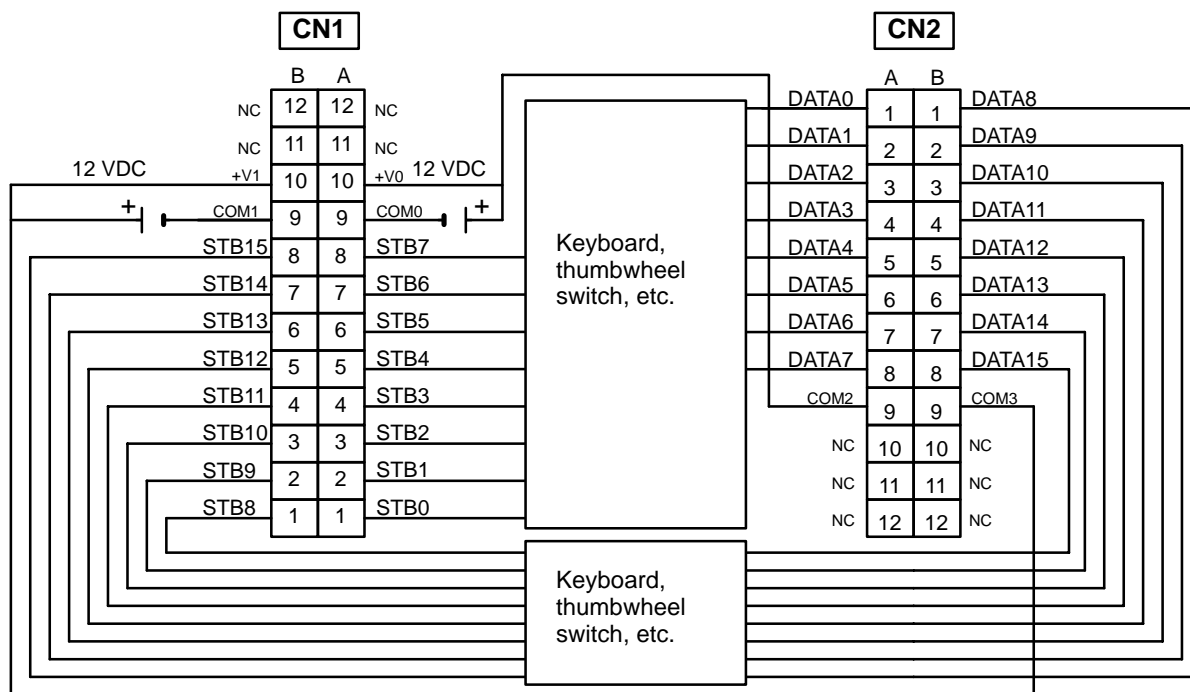 CN1
CN2
B A
A B
NC 12 12 NC
DATA0 1 1 DATA8
NC 11 11 NC
DATA1 2 2 DATA9
12 VDC +V1 10 10 +V0 12 VDC
DATA2 3 3 DATA10
+ COM1 9 9 COM0 +
DATA3 4 4 DATA11
STB15 8 8 STB7
DATA4 5 5 DATA12
STB14 7 7 STB6
DATA5 6 6 DATA13
STB13 6 6 STB5
DATA6 7 7 DATA14
STB12 5 5 STB4
DATA7 8 8 DATA15
STB11 4 4 STB3
COM2 9 9 COM3
STB10 3 3 STB2
NC 10 10 NC
STB9 2 2 STB1
NC 11 11 NC
STB8 1 1 STB0
NC 12 12 NC
Keyboard,
thumbwheel
switch, etc.
Keyboard,
thumbwheel
switch, etc.